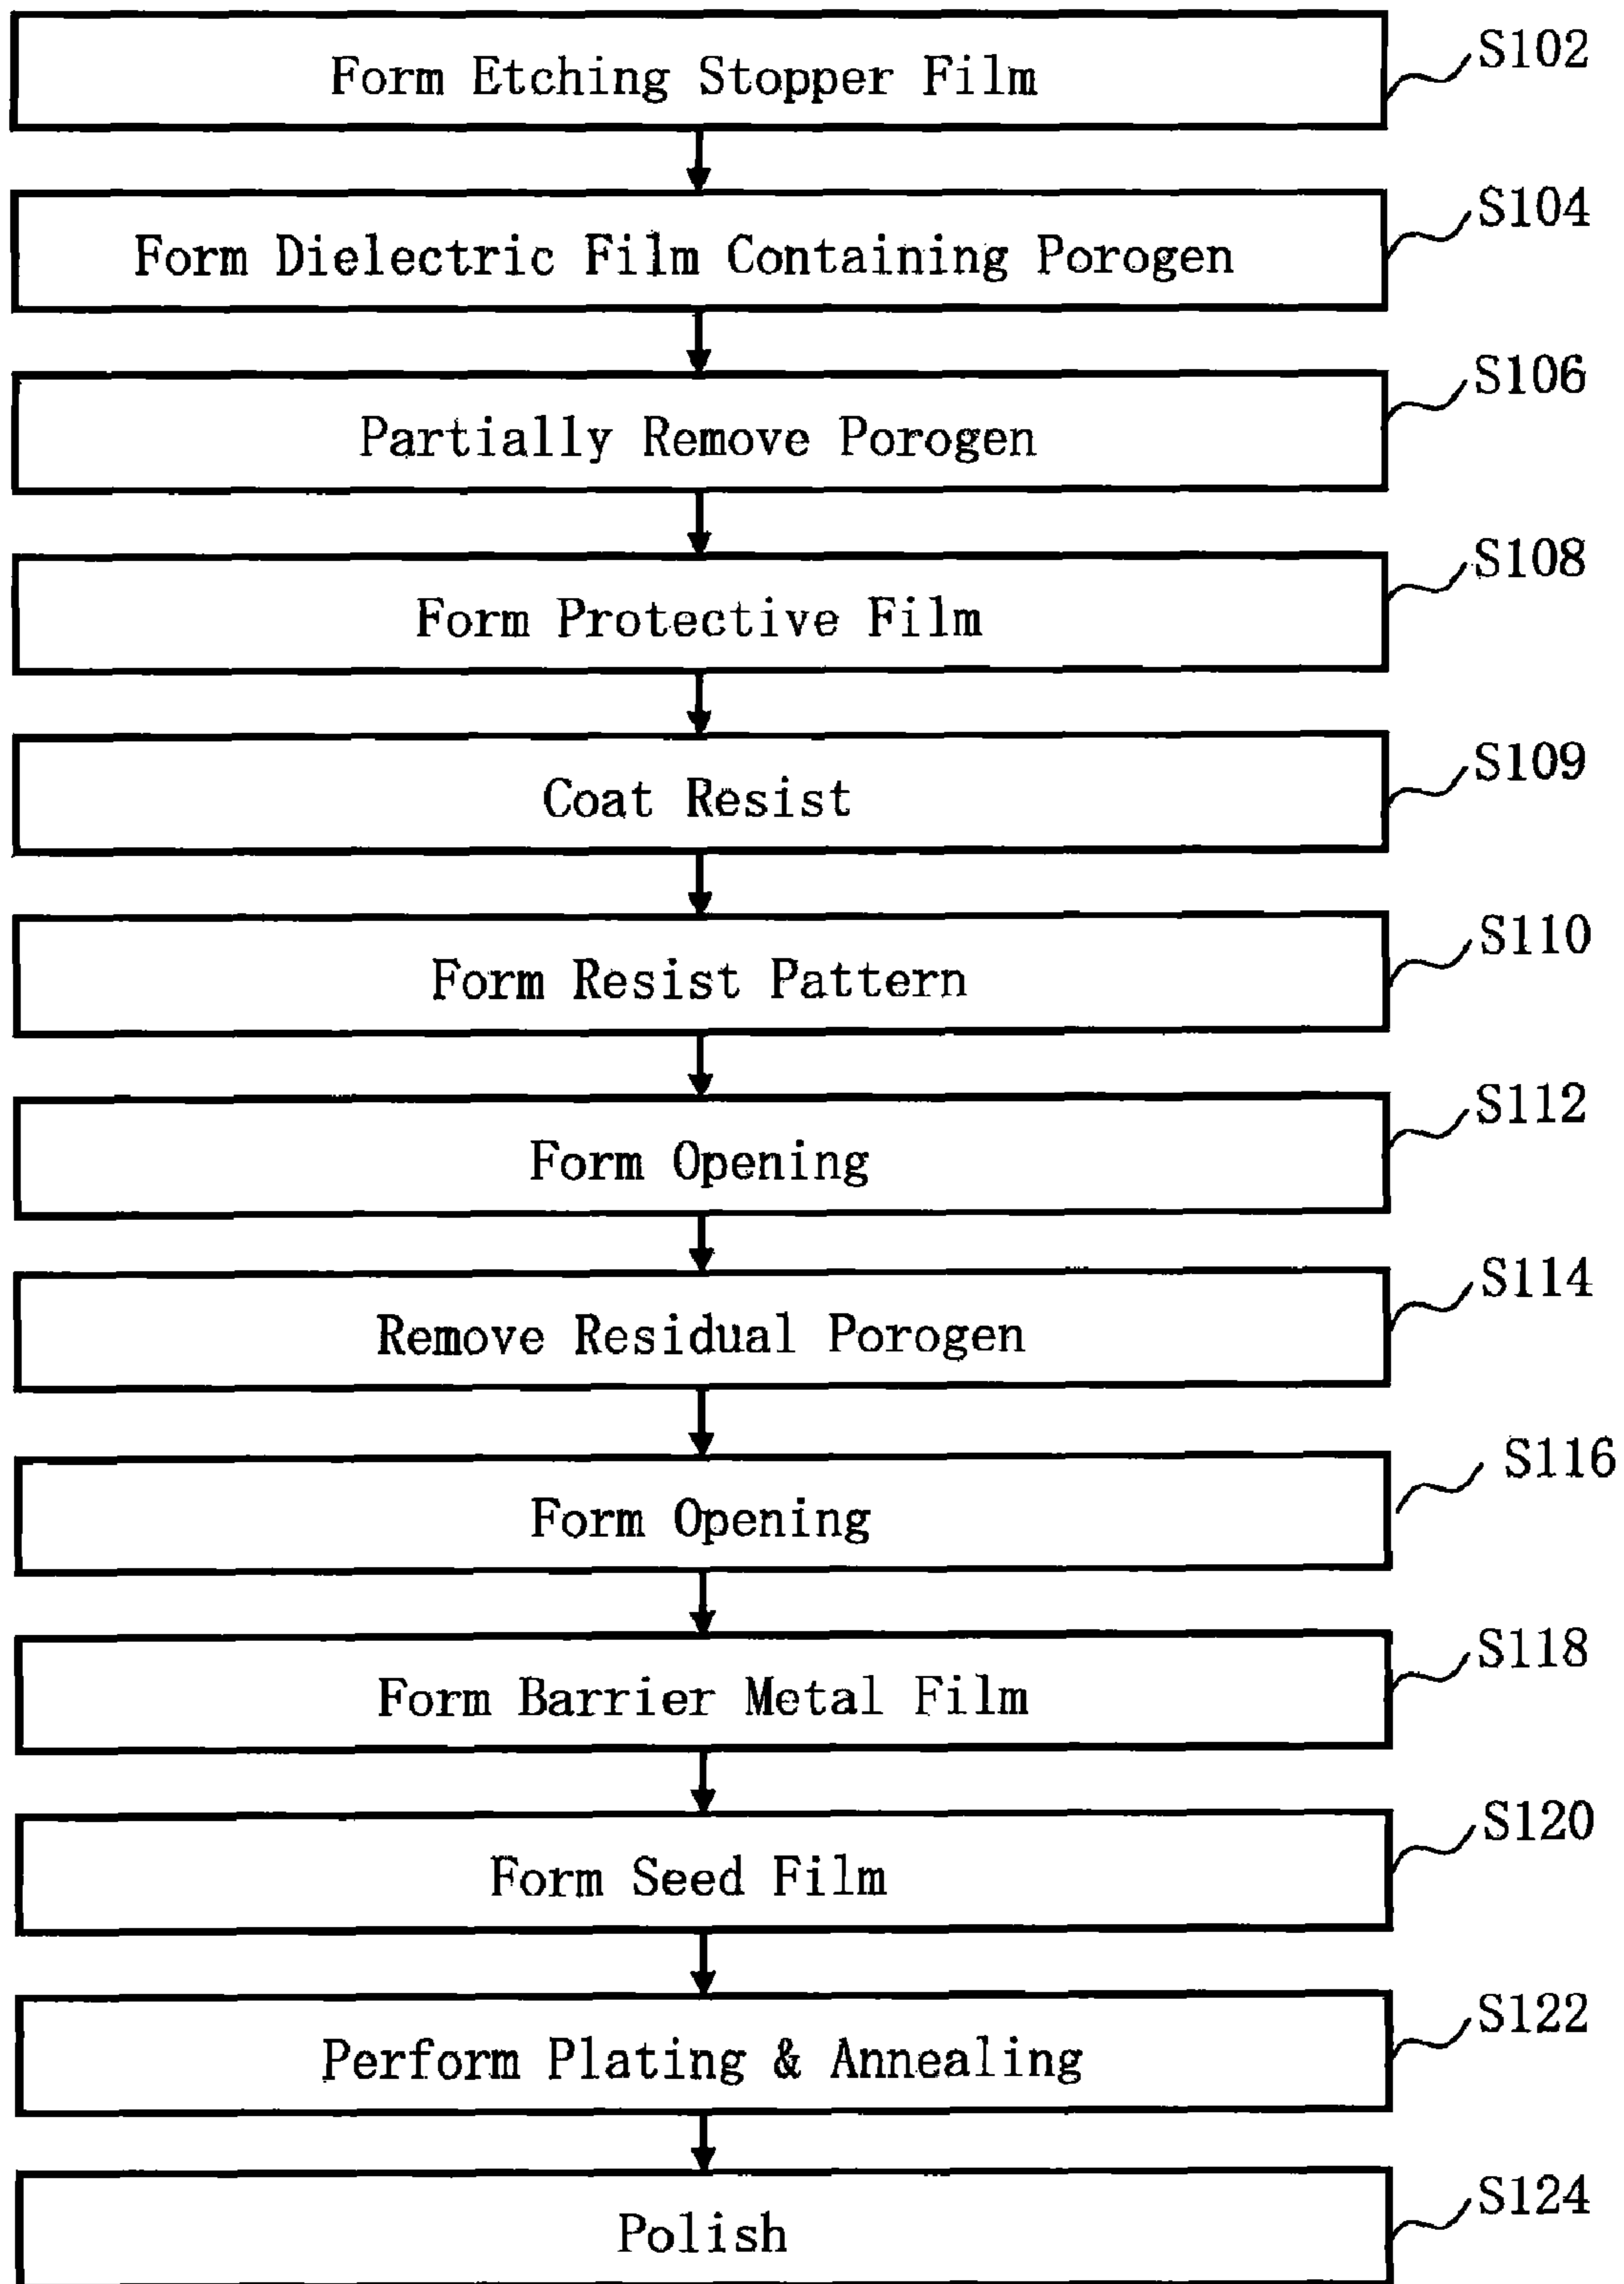 Form Etching Stopper Film
S102
Form Dielectric Film Containing Porogen
S104
Partially Remove Porogen
S106
Form Protective Film
S108
Coat Resist
S109
Form Resist Pattern
S110
Form Opening
S112
Remove Residual Porogen
S114
Form Opening
S116
Form Barrier Metal Film
S118
Form Seed Film
S120
Perform Plating & Annealing
S122
Polish
S124